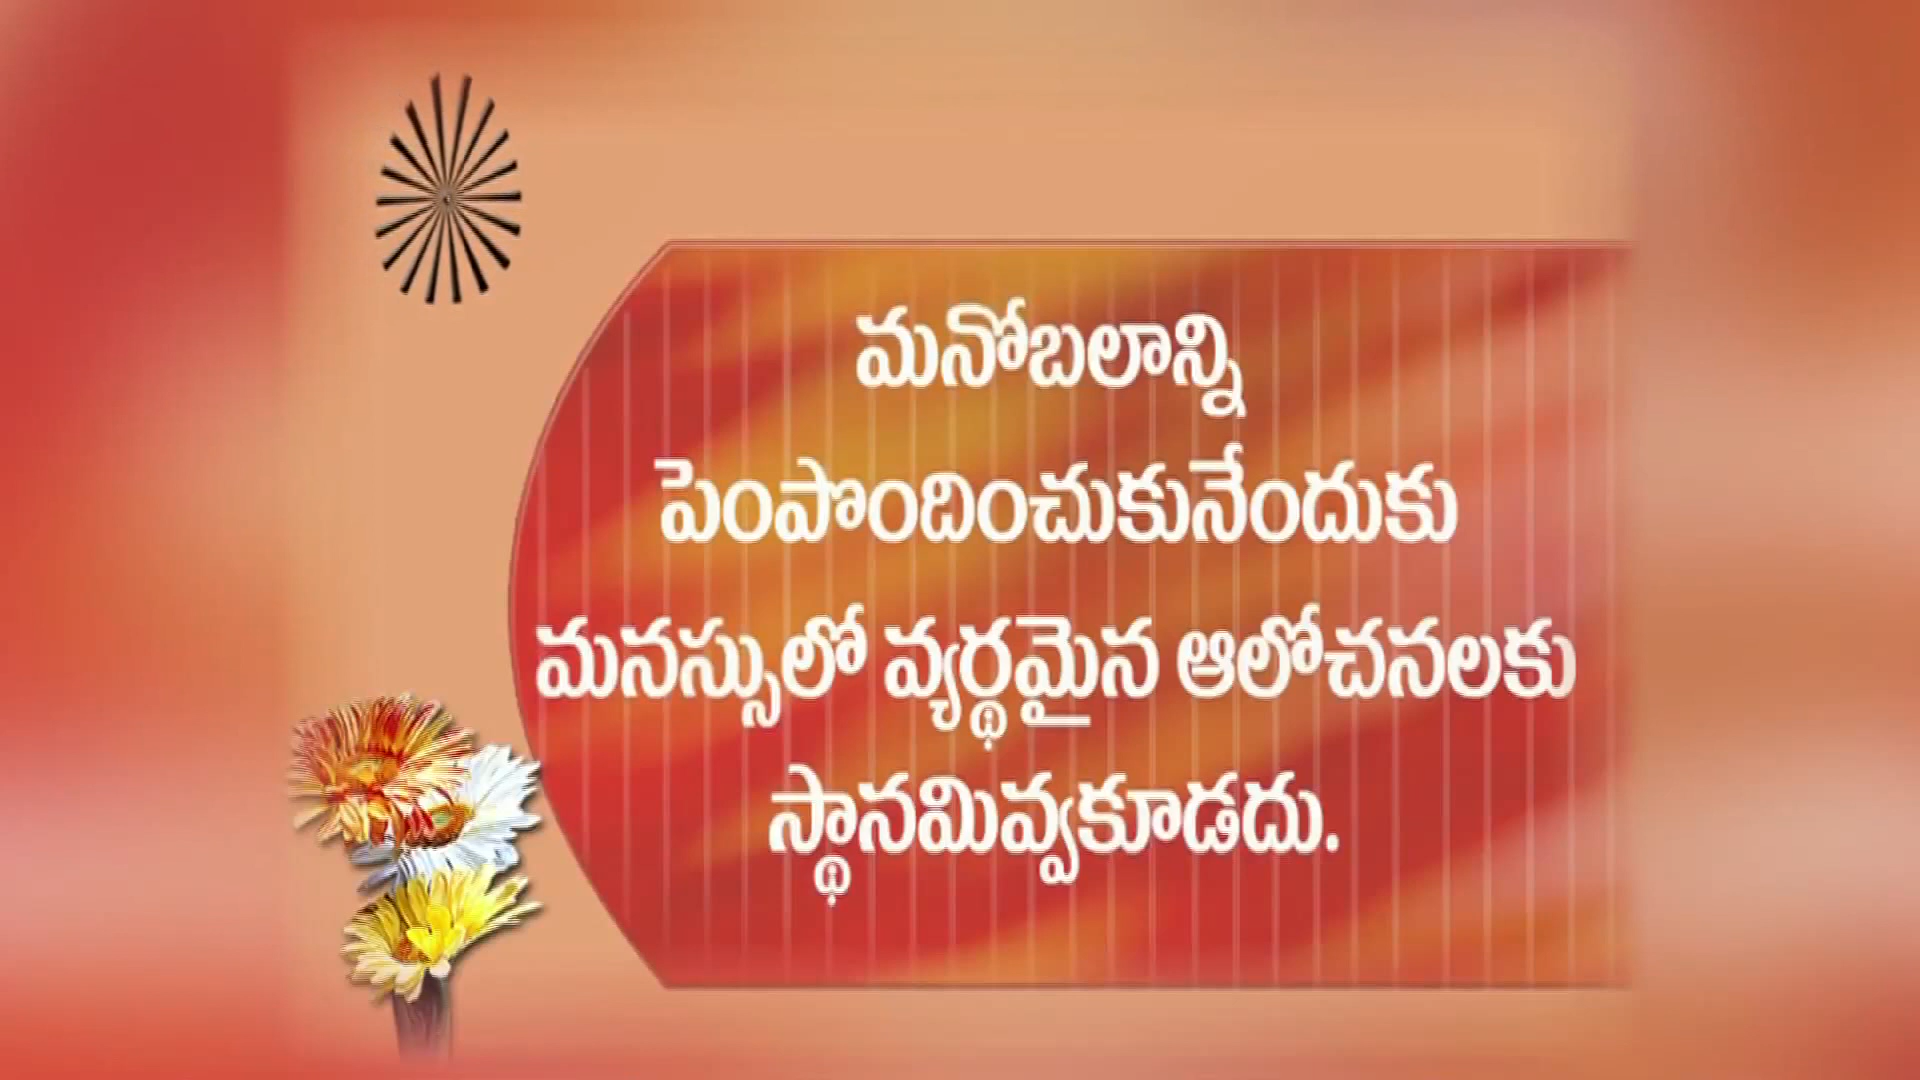 మనోబలాన్ని
పెంపొందించుకునేందుకు
మనస్సులో వ్యర్థమైన ఆలోచనలకు
స్థానమివ్వకూడదు.